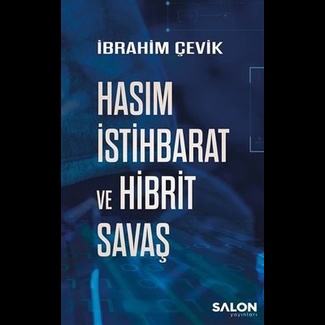 İBRAHİM ÇEVİK
HASIM
İSTİHBARAT
VE HİBRİT
SAVAŞ
SALON
yayınları